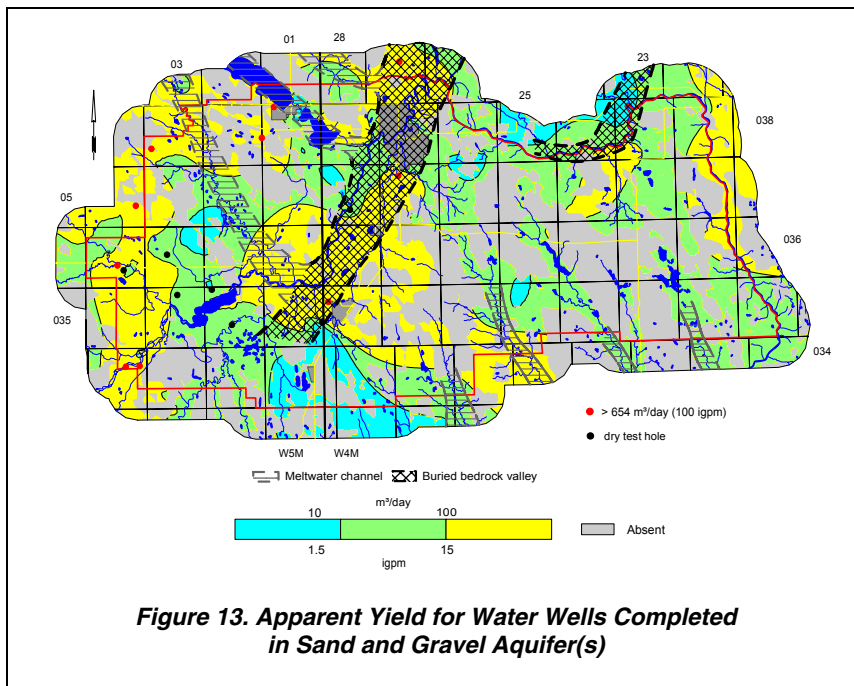 01
28
03
23
25
038
05
036
035
034
> 654 m³/day (100 igpm)
dry test hole
W5M W4M
Meltwater channel Buried bedrock valley
m³/day
10 100
Absent
1.5 15
igpm
Figure 13. Apparent Yield for Water Wells Completed
in Sand and Gravel Aquifer(s)